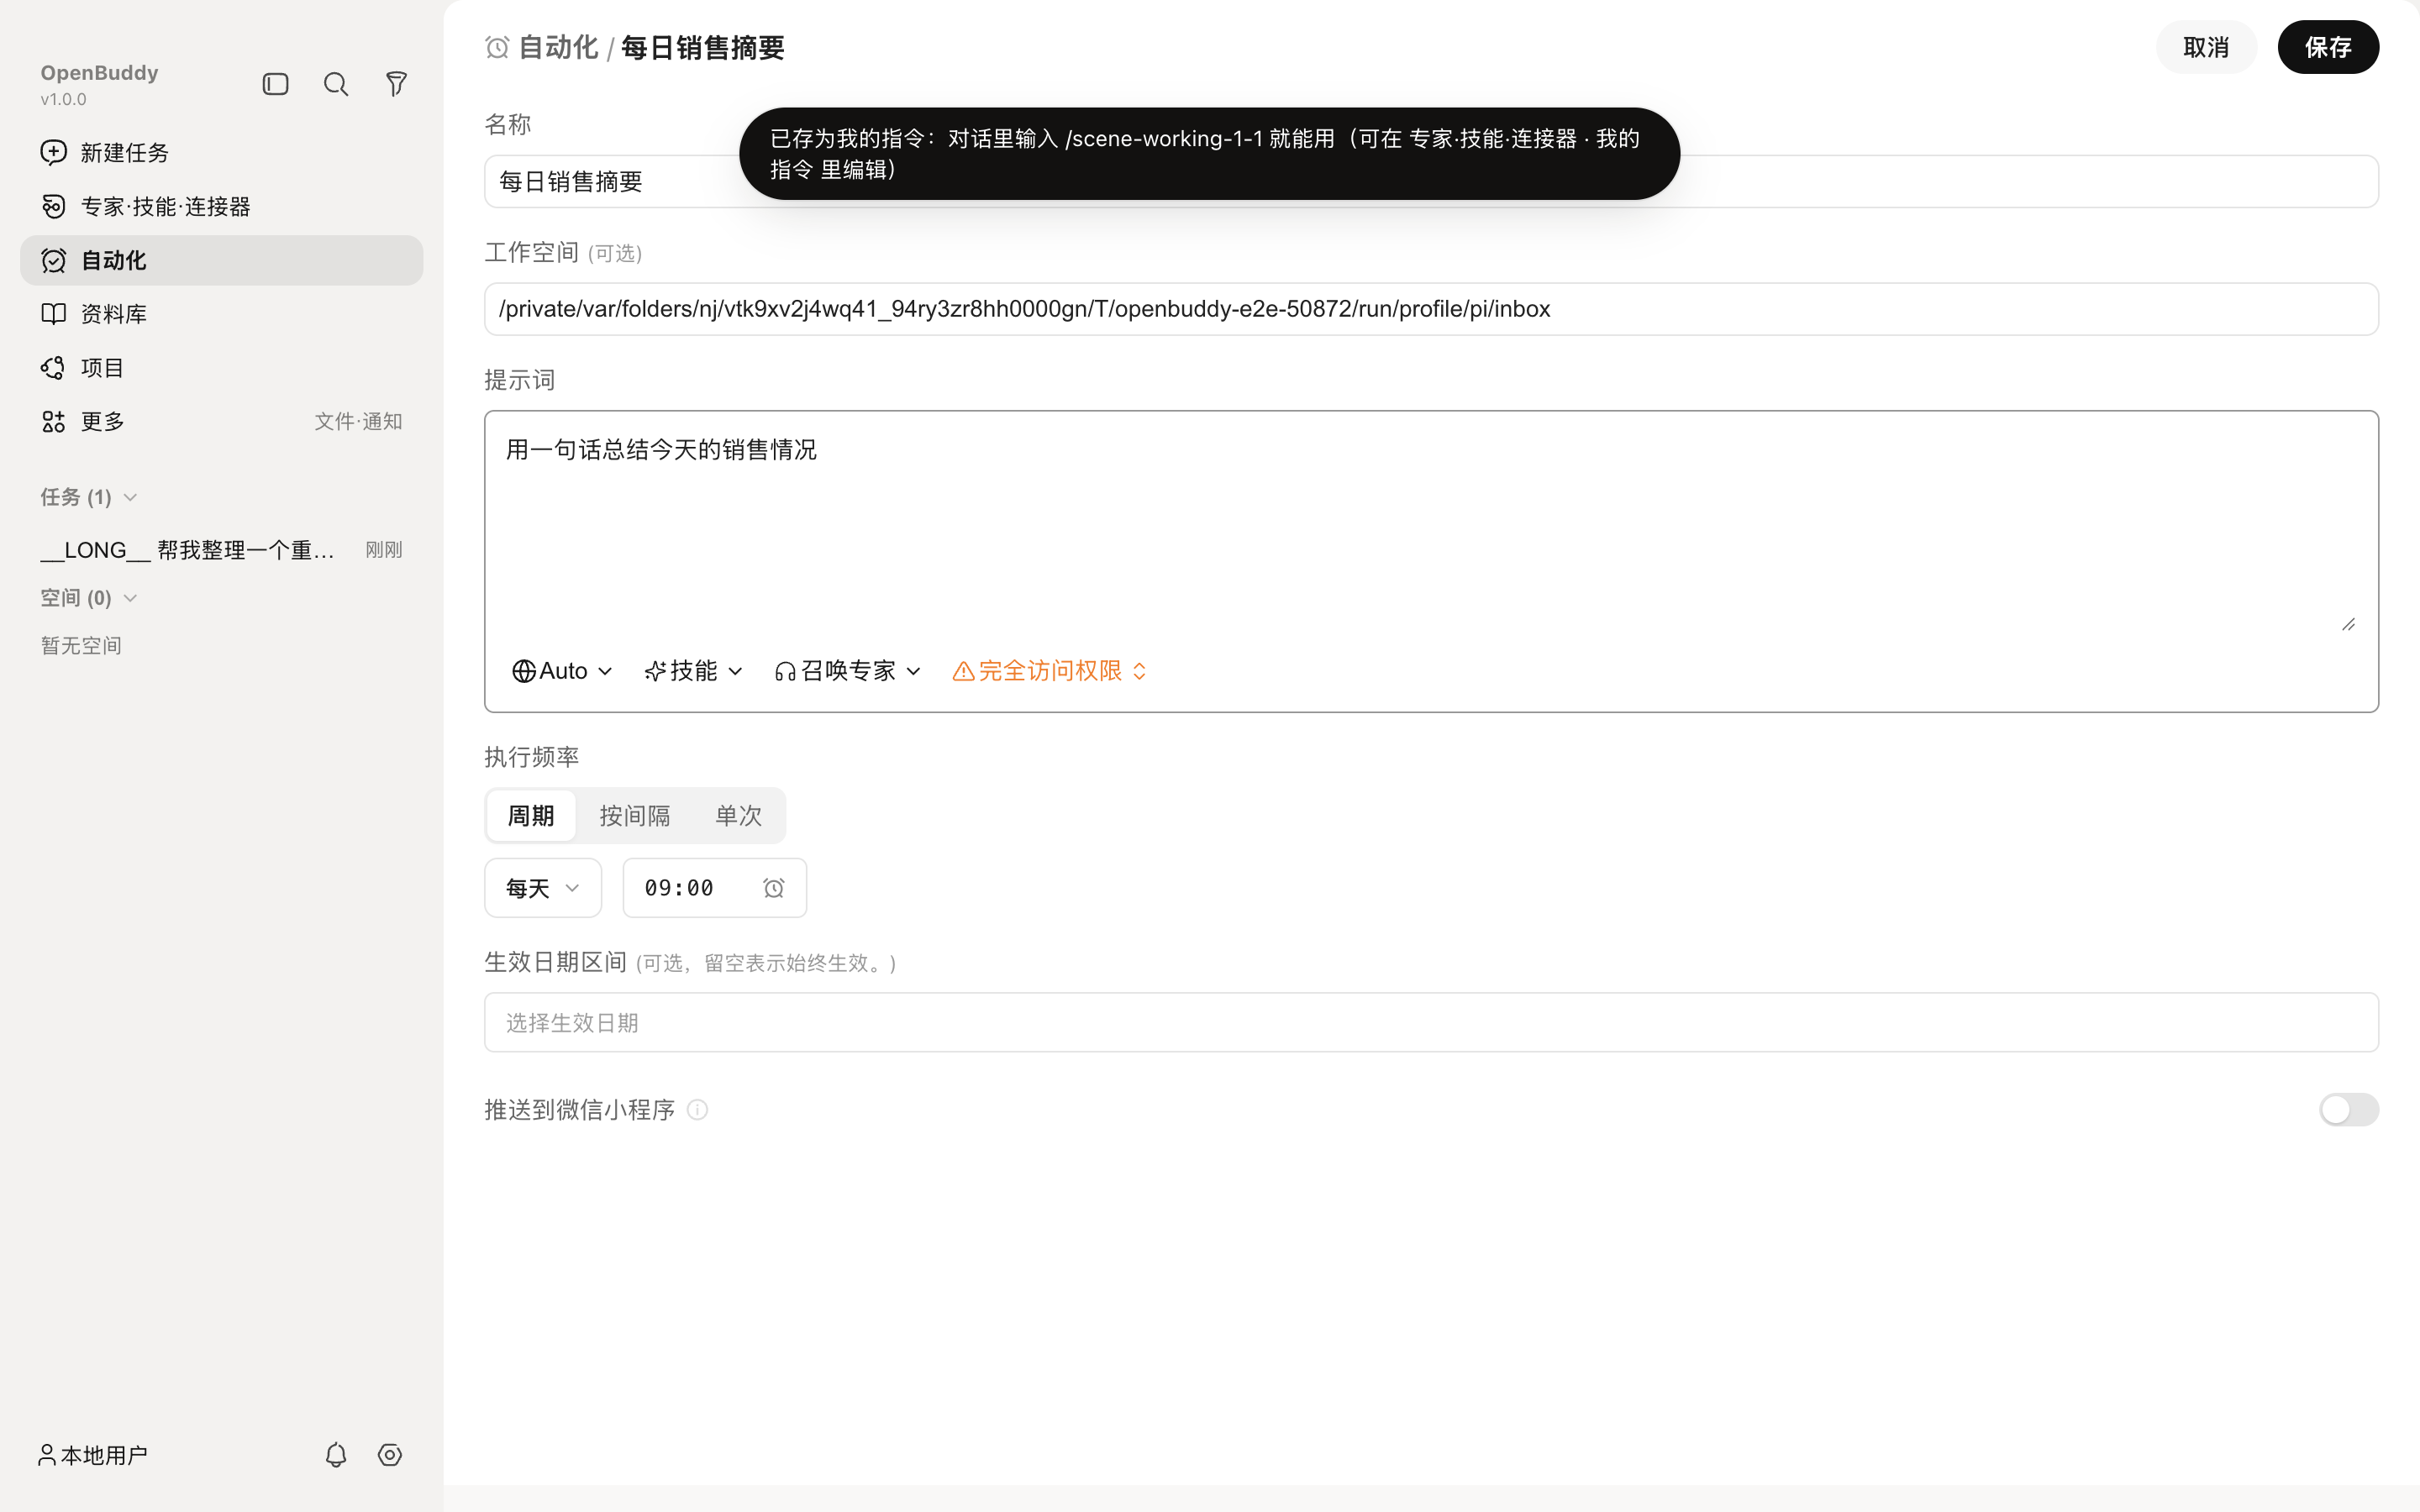 OpenBuddy
v1.0.0
新建任务
专家·技能·连接器
自动化
资料库
项目
更多 文件·通知
任务 (1)
__LONG__ 帮我整理一个重… 刚刚
空间 (0)
暂无空间
本地用户
自动化 / 每日销售摘要
取消 保存
已存为我的指令：对话里输入 /scene-working-1-1 就能用（可在 专家·技能·连接器 · 我的
指令 里编辑）
名称
每日销售摘要
工作空间 (可选)
/private/var/folders/nj/vtk9xv2j4wq41_94ry3zr8hh0000gn/T/openbuddy-e2e-50872/run/profile/pi/inbox
提示词
用一句话总结今天的销售情况
Auto 技能 召唤专家 完全访问权限
执行频率
周期 按间隔 单次
每天 09:00
生效日期区间 (可选，留空表示始终生效。)
选择生效日期
推送到微信小程序